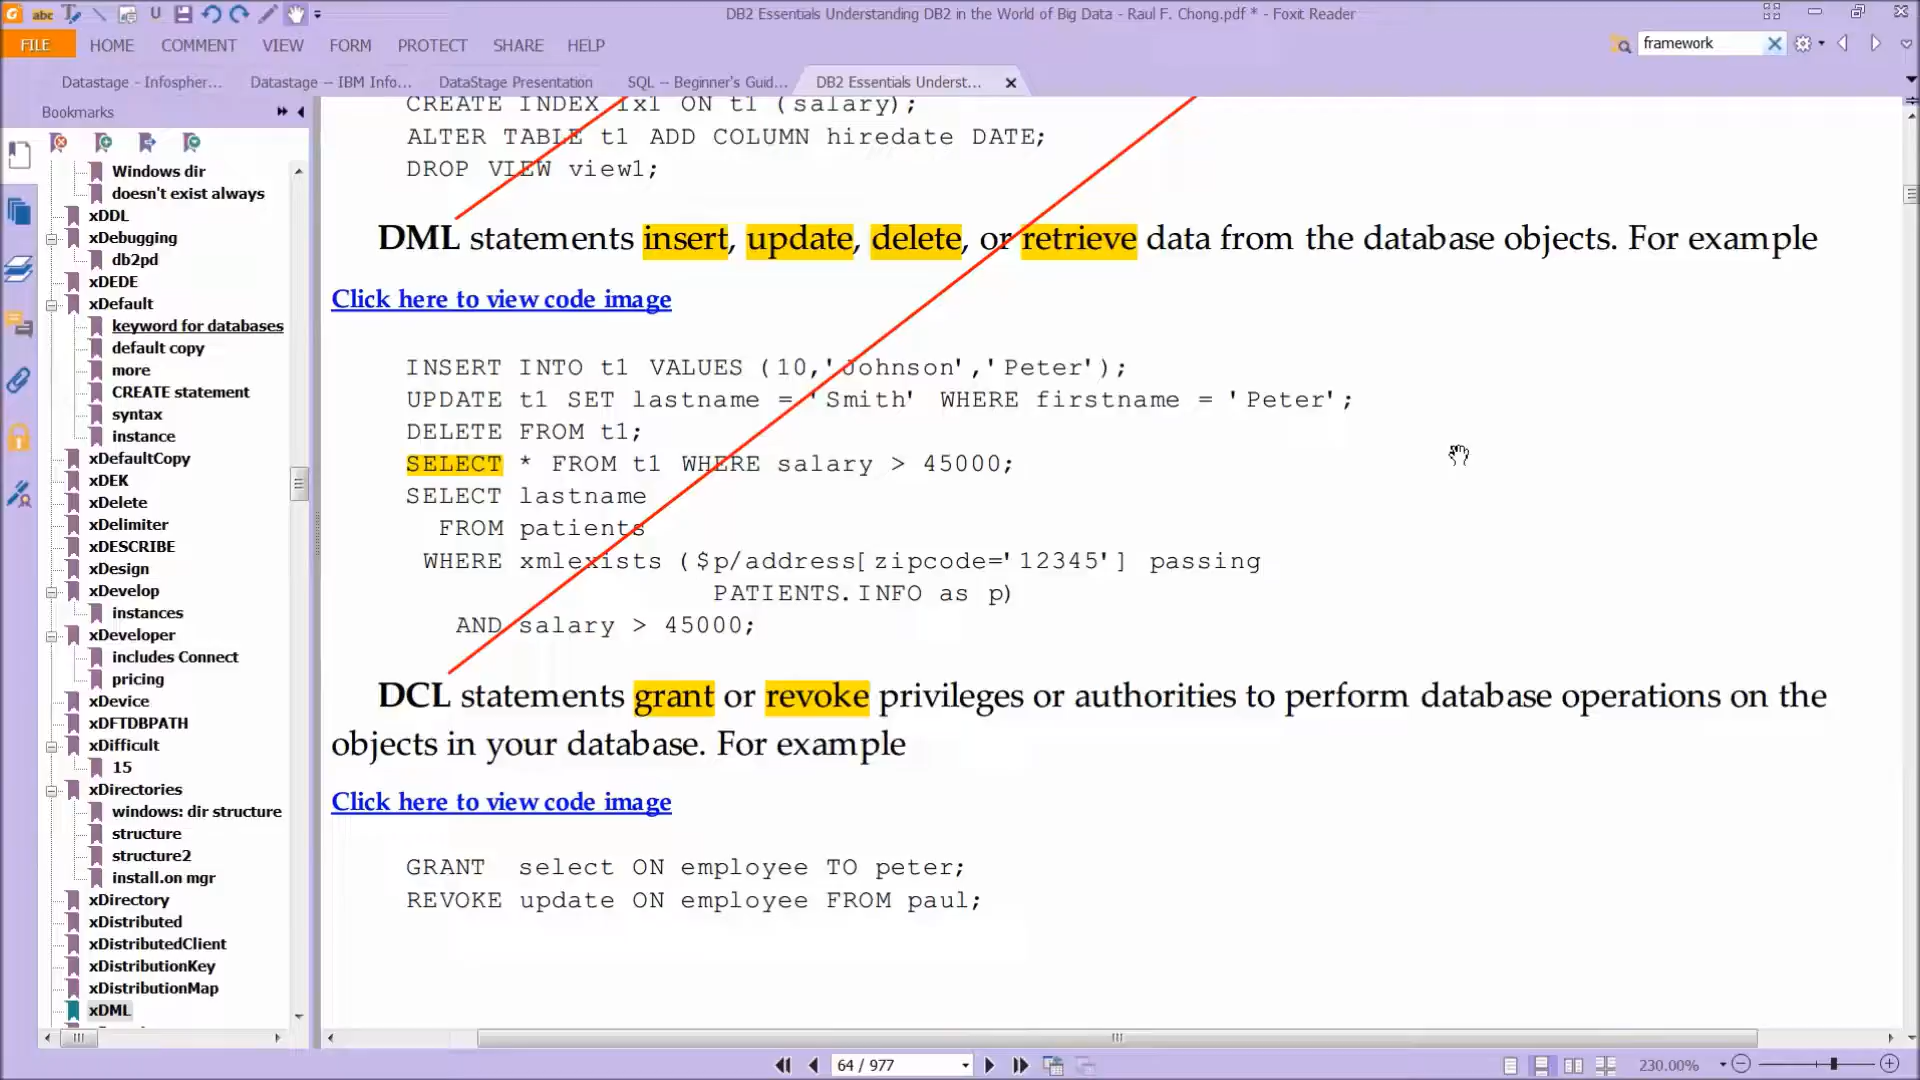 DB2 Essentials Understanding DB2 in the World of Big Data - Raul F. Chong.pdf * - Foxit Reader
FILE HOME COMMENT VIEW FORM PROTECT SHARE HELP
framework
Datastage - Infospher... Datastage -- IBM Info... DataStage Presentation SQL -- Beginner's Guid... DB2 Essentials Underst...
Bookmarks
Windows dir
doesn't exist always
xDDL
xDebugging
db2pd
xDEDE
xDefault
keyword for databases
default copy
more
CREATE statement
syntax
instance
xDefaultCopy
xDEK
xDelete
xDelimiter
xDESCRIBE
xDesign
xDevelop
instances
xDeveloper
includes Connect
pricing
xDevice
xDFTDBPATH
xDifficult
15
xDirectories
windows: dir structure
structure
structure2
install.on mgr
xDirectory
xDistributed
xDistributedClient
xDistributionKey
xDistributionMap
xDML
CREATE INDEX ix1 ON t1 (salary);
ALTER TABLE t1 ADD COLUMN hiredate DATE;
DROP VIEW view1;
DML statements insert, update, delete, or retrieve data from the database objects. For example
Click here to view code image
INSERT INTO t1 VALUES (10,'Johnson','Peter');
UPDATE t1 SET lastname = 'Smith' WHERE firstname = 'Peter';
DELETE FROM t1;
SELECT * FROM t1 WHERE salary > 45000;
SELECT lastname
FROM patients
WHERE xmlexists ($p/address[zipcode='12345'] passing
PATIENTS.INFO as p)
AND salary > 45000;
DCL statements grant or revoke privileges or authorities to perform database operations on the
objects in your database. For example
Click here to view code image
GRANT select ON employee TO peter;
REVOKE update ON employee FROM paul;
64 / 977
230.00%